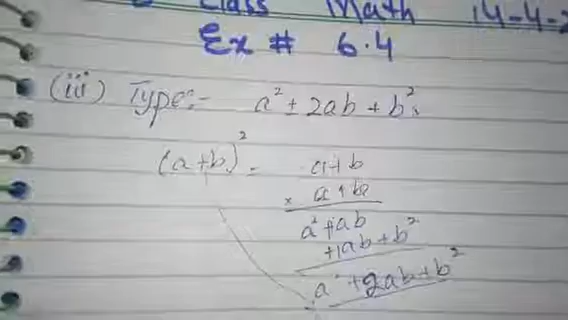 Class Math 14-4-2
Ex # 6.4
(iii) Type:- a² ± 2ab + b².
(a+b)² = a+b
× a+b
a²+ab
+ab+b²
a²+2ab+b²